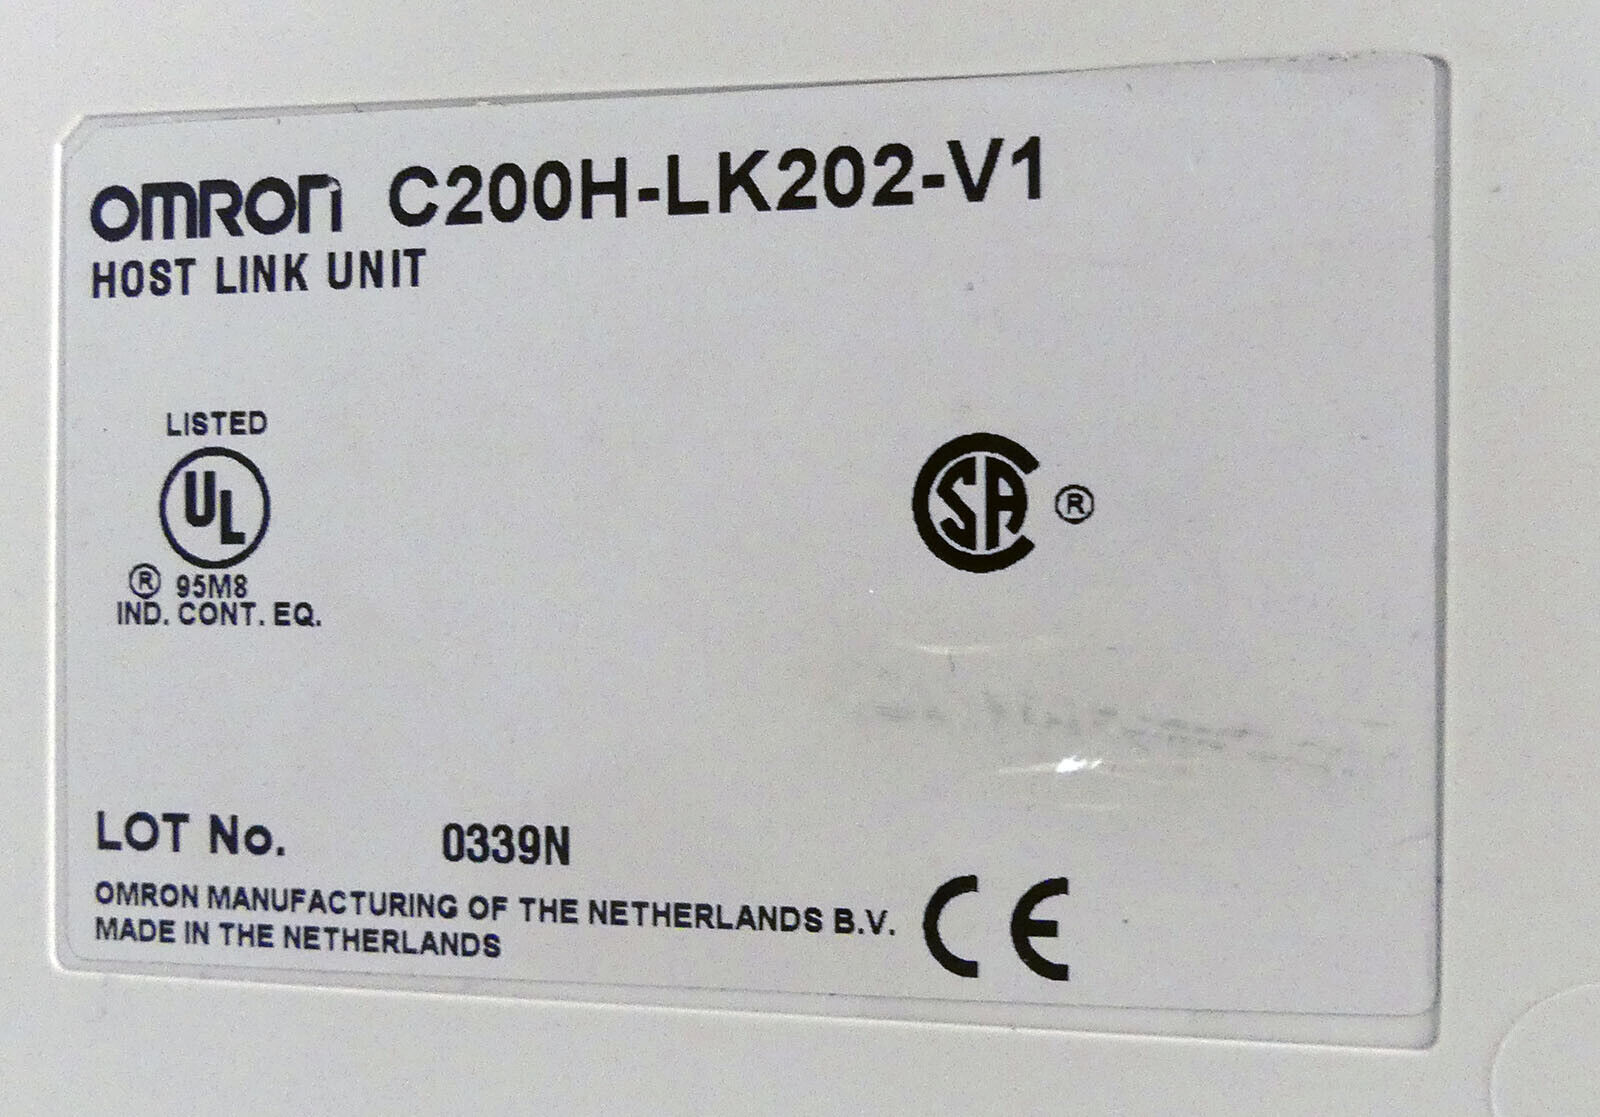 OMRON C200H-LK202-V1
HOST LINK UNIT
LISTED
UL
® 95M8
IND. CONT. EQ.
CSA ®
LOT No. 0339N
OMRON MANUFACTURING OF THE NETHERLANDS B.V.
MADE IN THE NETHERLANDS
CE